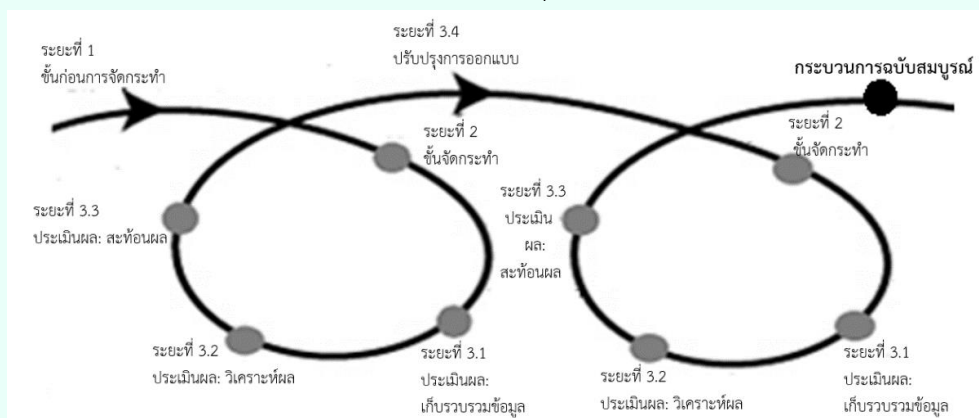 ระยะที่ 1
ขั้นก่อนการจัดกระทำ
ระยะที่ 3.4
ปรับปรุงการออกแบบ
กระบวนการฉบับสมบูรณ์
ระยะที่ 2
ขั้นจัดกระทำ
ระยะที่ 2
ขั้นจัดกระทำ
ระยะที่ 3.3
ประเมินผล: สะท้อนผล
ระยะที่ 3.3
ประเมิน
ผล:
สะท้อนผล
ระยะที่ 3.2
ประเมินผล: วิเคราะห์ผล
ระยะที่ 3.1
ประเมินผล:
เก็บรวบรวมข้อมูล
ระยะที่ 3.2
ประเมินผล: วิเคราะห์ผล
ระยะที่ 3.1
ประเมินผล:
เก็บรวบรวมข้อมูล